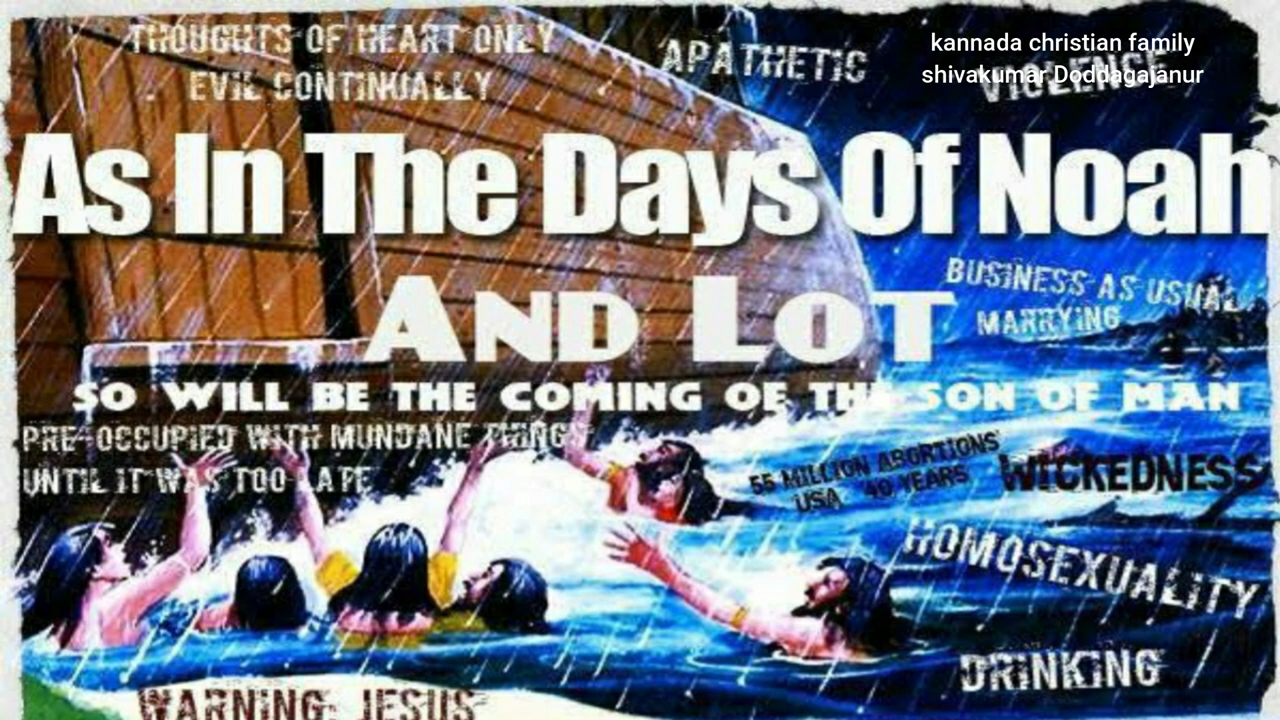 THOUGHTS OF HEART ONLY
EVIL CONTINUALLY
APATHETIC
kannada christian family
shivakumar Doddagajanur
VIOLENCE
As In The Days Of Noah
AND LOT
BUSINESS AS USUAL
MARRYING
SO WILL BE THE COMING OF THE SON OF MAN
PRE-OCCUPIED WITH MUNDANE THINGS
UNTIL IT WAS TOO LATE
55 MILLION ABORTIONS
USA 40 YEARS
WICKEDNESS
HOMOSEXUALITY
DRINKING
WARNING: JESUS